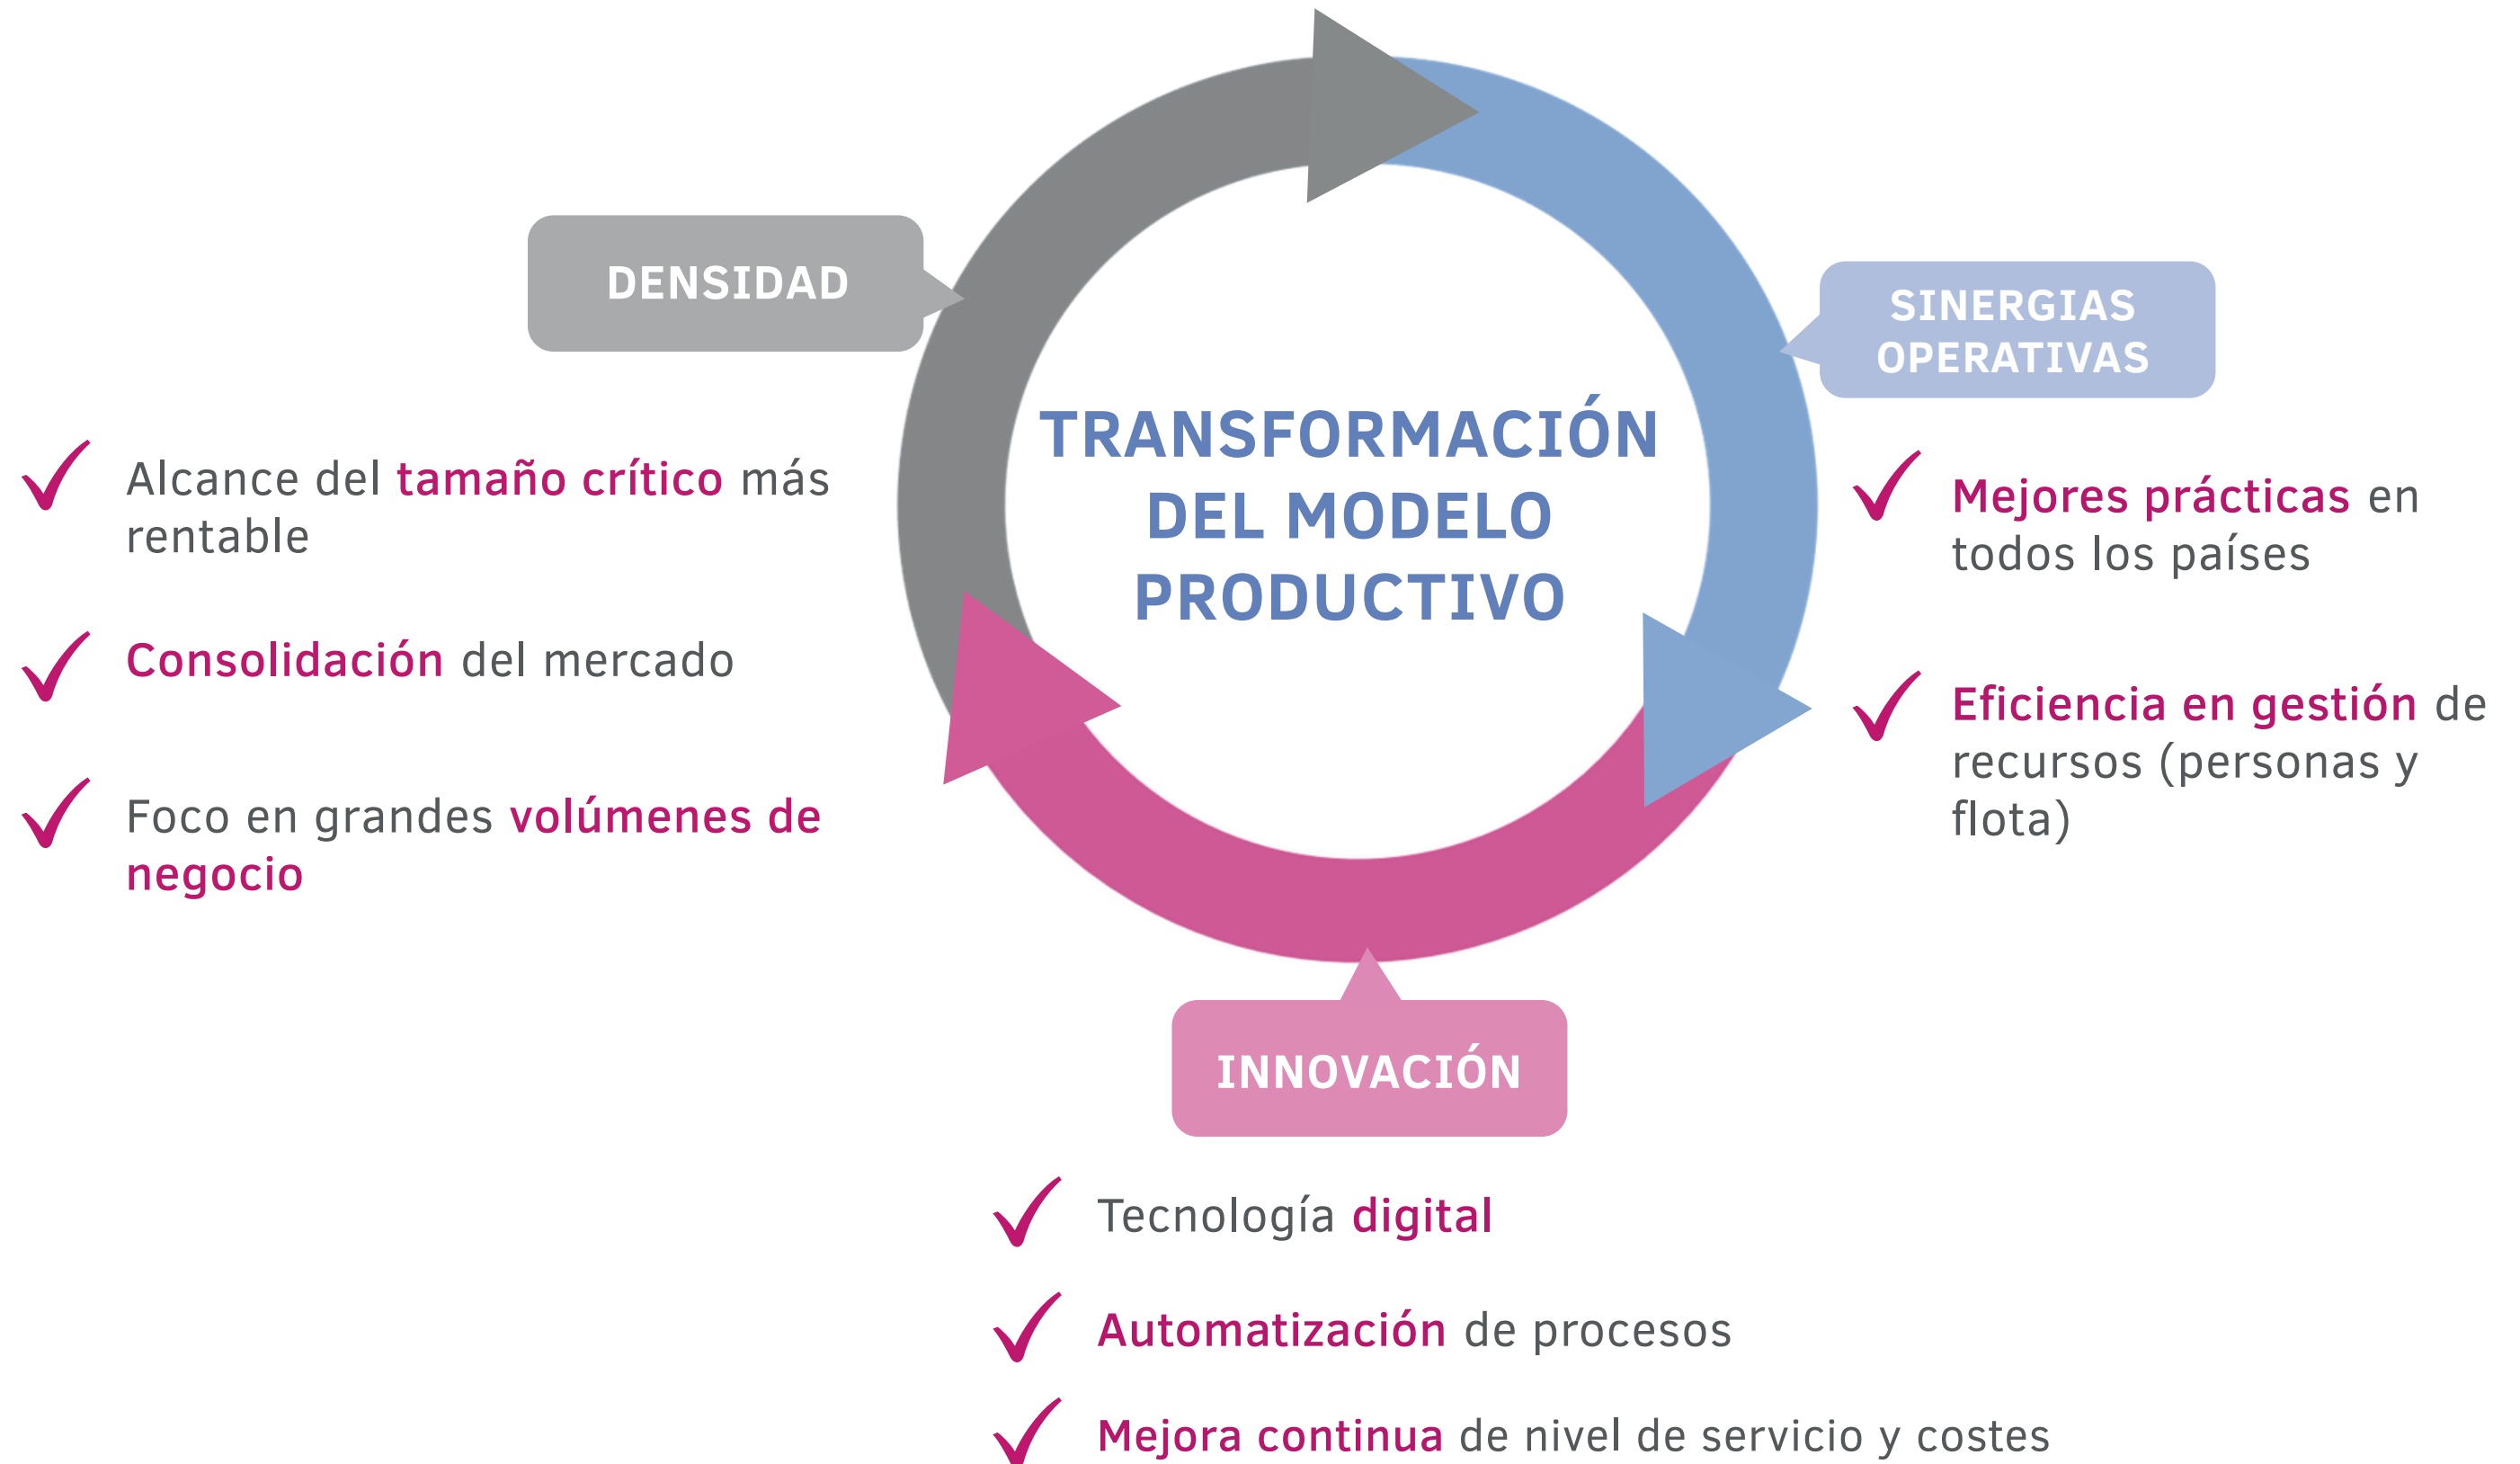 DENSIDAD
Alcance del tamaño crítico más
rentable
Consolidación del mercado
Foco en grandes volúmenes de
negocio
TRANSFORMACIÓN
DEL MODELO
PRODUCTIVO
SINERGIAS
OPERATIVAS
Mejores prácticas en
todos los países
Eficiencia en gestión de
recursos (personas y
flota)
INNOVACIÓN
Tecnología digital
Automatización de procesos
Mejora continua de nivel de servicio y costes